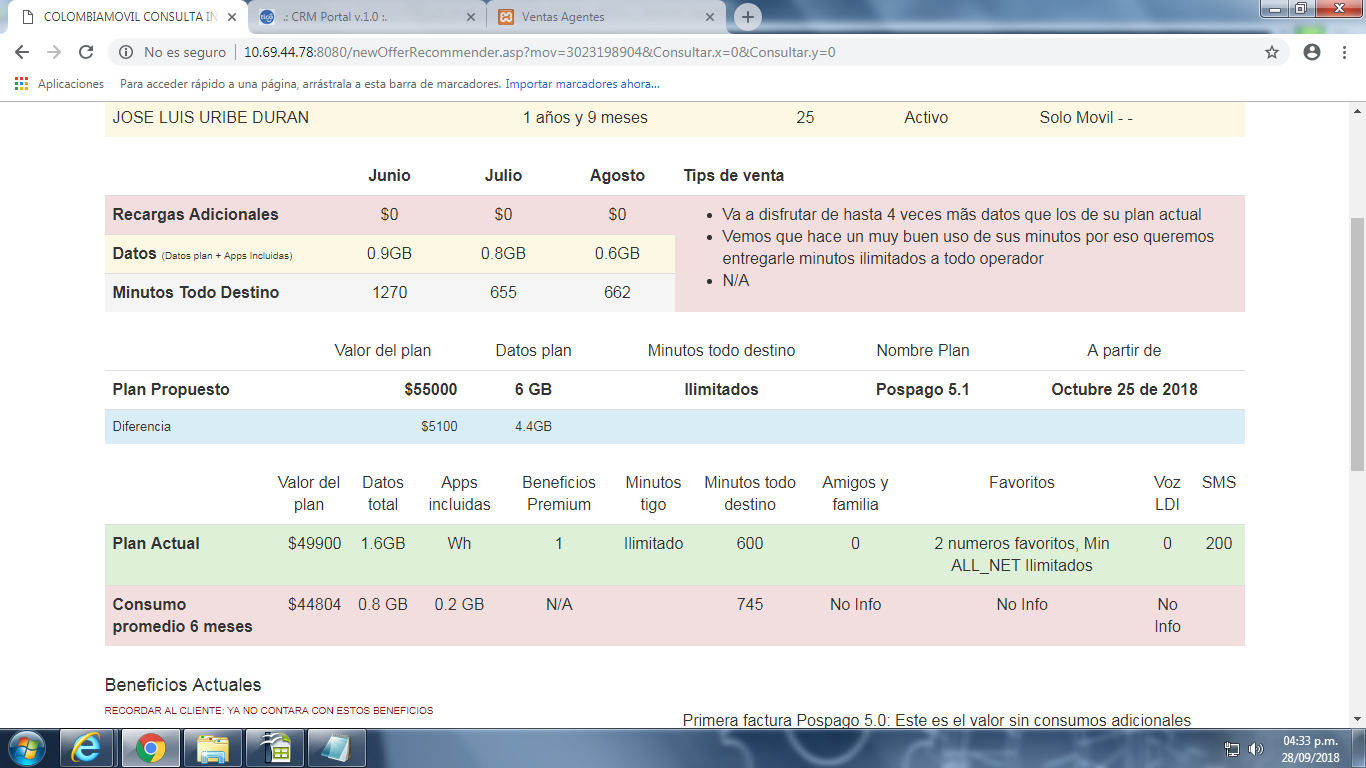 COLOMBIAMOVIL CONSULTA IN
.: CRM Portal v.1.0 :.
Ventas Agentes
No es seguro
10.69.44.78:8080/newOfferRecommender.asp?mov=3023198904&Consultar.x=0&Consultar.y=0
Aplicaciones Para acceder rápido a una página, arrástrala a esta barra de marcadores. Importar marcadores ahora...
JOSE LUIS URIBE DURAN 1 años y 9 meses 25 Activo Solo Movil - -
Junio Julio Agosto Tips de venta
Recargas Adicionales $0 $0 $0
Datos (Datos plan + Apps Incluidas) 0.9GB 0.8GB 0.6GB
Minutos Todo Destino 1270 655 662
Va a disfrutar de hasta 4 veces mãs datos que los de su plan actual
Vemos que hace un muy buen uso de sus minutos por eso queremos
entregarle minutos ilimitados a todo operador
N/A
Valor del plan Datos plan Minutos todo destino Nombre Plan A partir de
Plan Propuesto $55000 6 GB Ilimitados Pospago 5.1 Octubre 25 de 2018
Diferencia $5100 4.4GB
Valor del Datos Apps Beneficios Minutos Minutos todo Amigos y Favoritos Voz SMS
plan total incluidas Premium tigo destino familia LDI
Plan Actual $49900 1.6GB Wh 1 Ilimitado 600 0 2 numeros favoritos, Min 0 200
ALL_NET Ilimitados
Consumo $44804 0.8 GB 0.2 GB N/A 745 No Info No Info No
promedio 6 meses Info
Beneficios Actuales
RECORDAR AL CLIENTE: YA NO CONTARA CON ESTOS BENEFICIOS
Primera factura Pospago 5.0: Este es el valor sin consumos adicionales
04:33 p.m.
28/09/2018